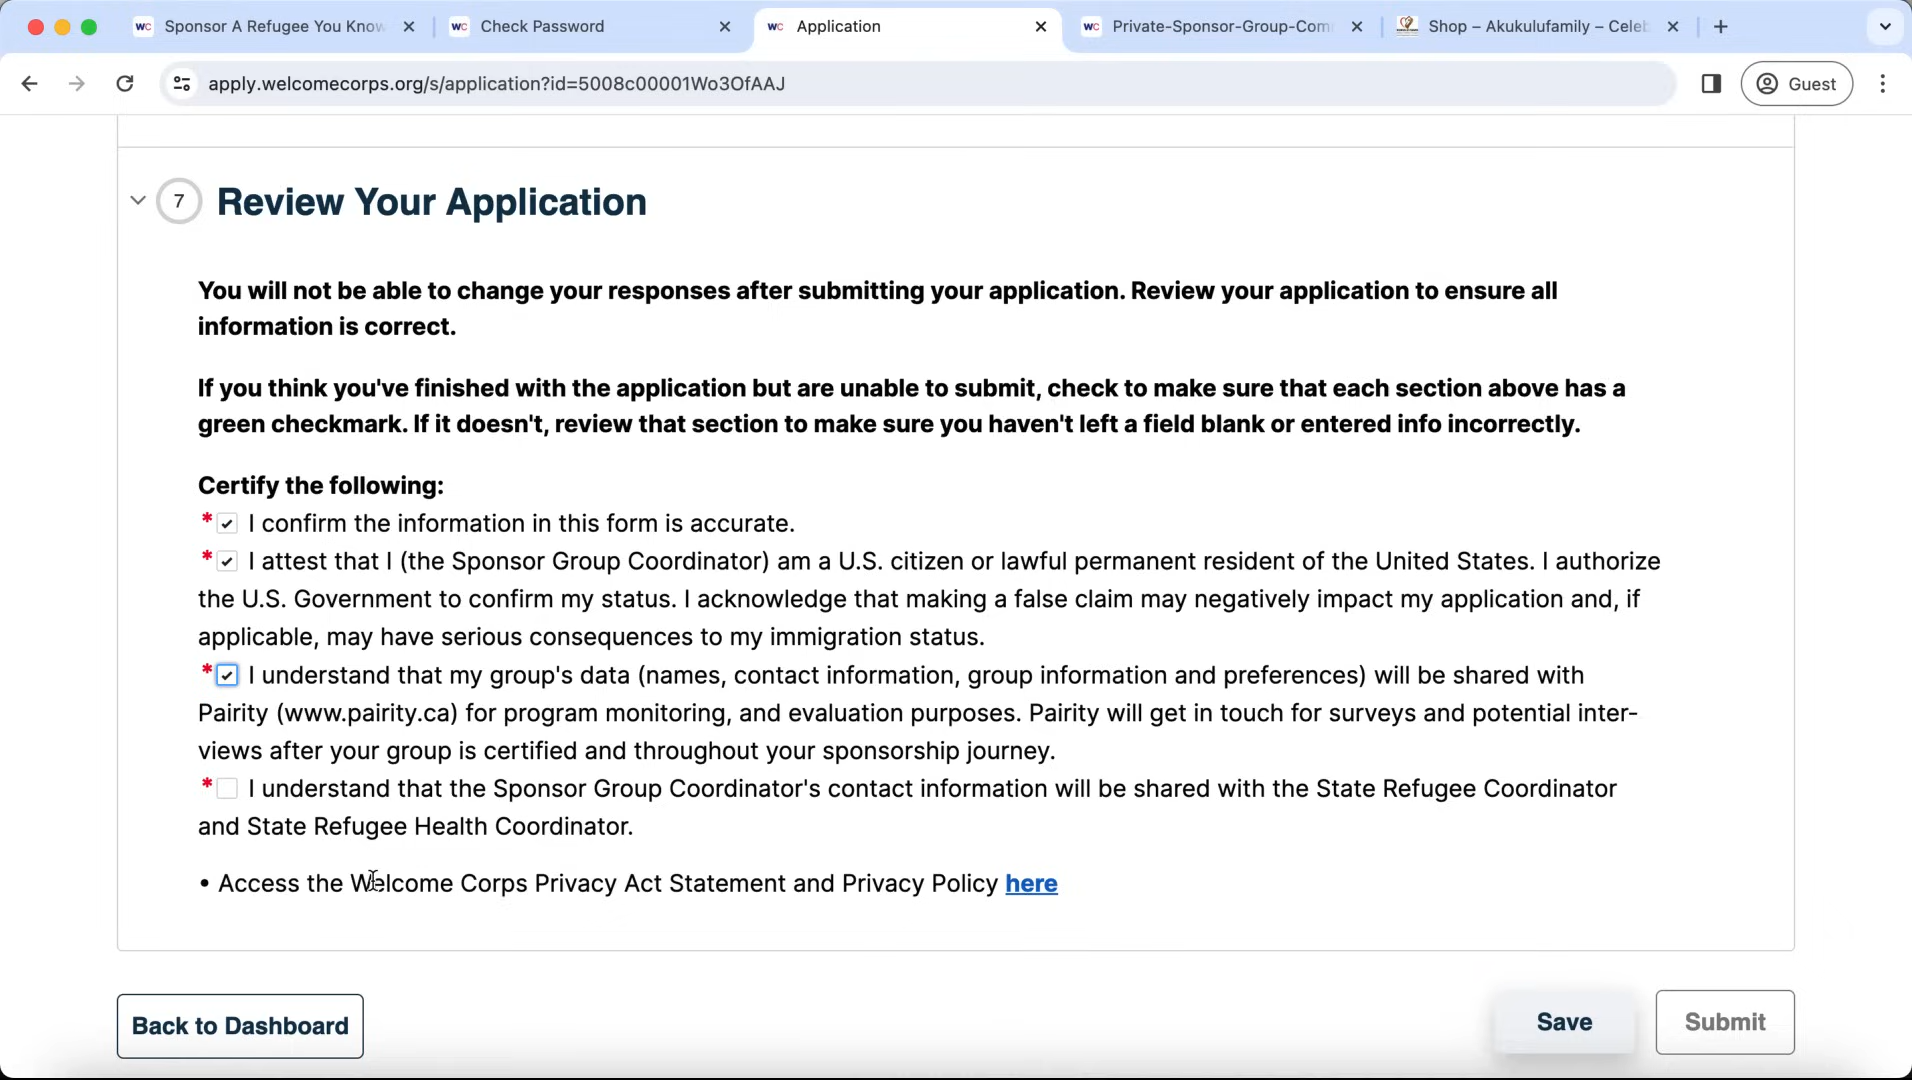 WC Sponsor A Refugee You Know
WC Check Password
WC Application
WC Private-Sponsor-Group-Com
Shop – Akukulufamily – Celeb
apply.welcomecorps.org/s/application?id=5008c00001Wo3OfAAJ
Guest
7 Review Your Application
You will not be able to change your responses after submitting your application. Review your application to ensure all
information is correct.
If you think you've finished with the application but are unable to submit, check to make sure that each section above has a
green checkmark. If it doesn't, review that section to make sure you haven't left a field blank or entered info incorrectly.
Certify the following:
* I confirm the information in this form is accurate.
* I attest that I (the Sponsor Group Coordinator) am a U.S. citizen or lawful permanent resident of the United States. I authorize
the U.S. Government to confirm my status. I acknowledge that making a false claim may negatively impact my application and, if
applicable, may have serious consequences to my immigration status.
* I understand that my group's data (names, contact information, group information and preferences) will be shared with
Pairity (www.pairity.ca) for program monitoring, and evaluation purposes. Pairity will get in touch for surveys and potential inter-
views after your group is certified and throughout your sponsorship journey.
* I understand that the Sponsor Group Coordinator's contact information will be shared with the State Refugee Coordinator
and State Refugee Health Coordinator.
• Access the Welcome Corps Privacy Act Statement and Privacy Policy here
Back to Dashboard
Save
Submit